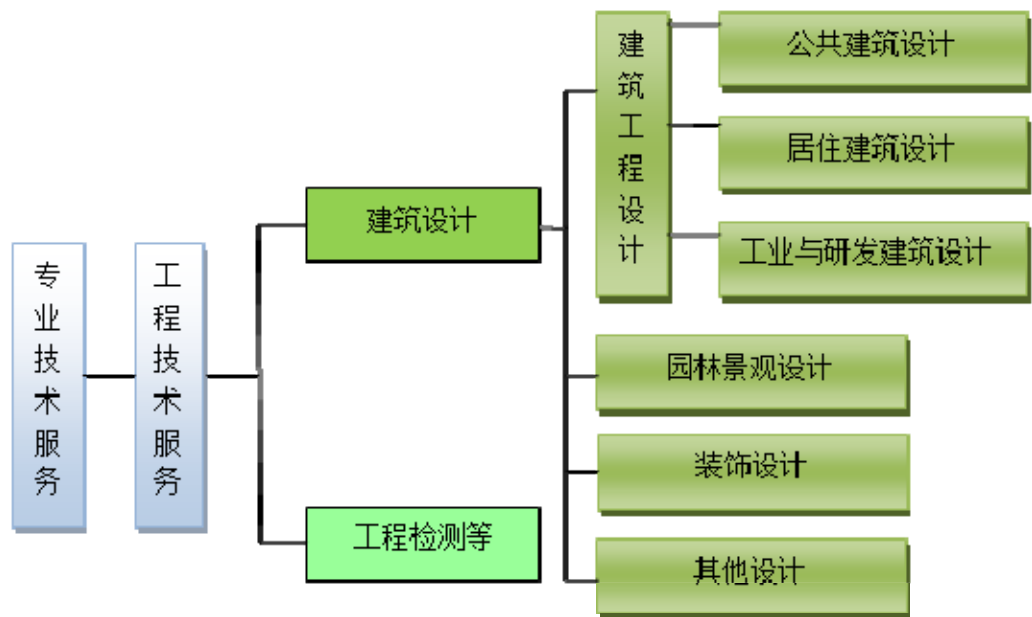 专业技术服务
工程技术服务
建筑设计
工程检测等
建筑工程设计
公共建筑设计
居住建筑设计
工业与研发建筑设计
园林景观设计
装饰设计
其他设计